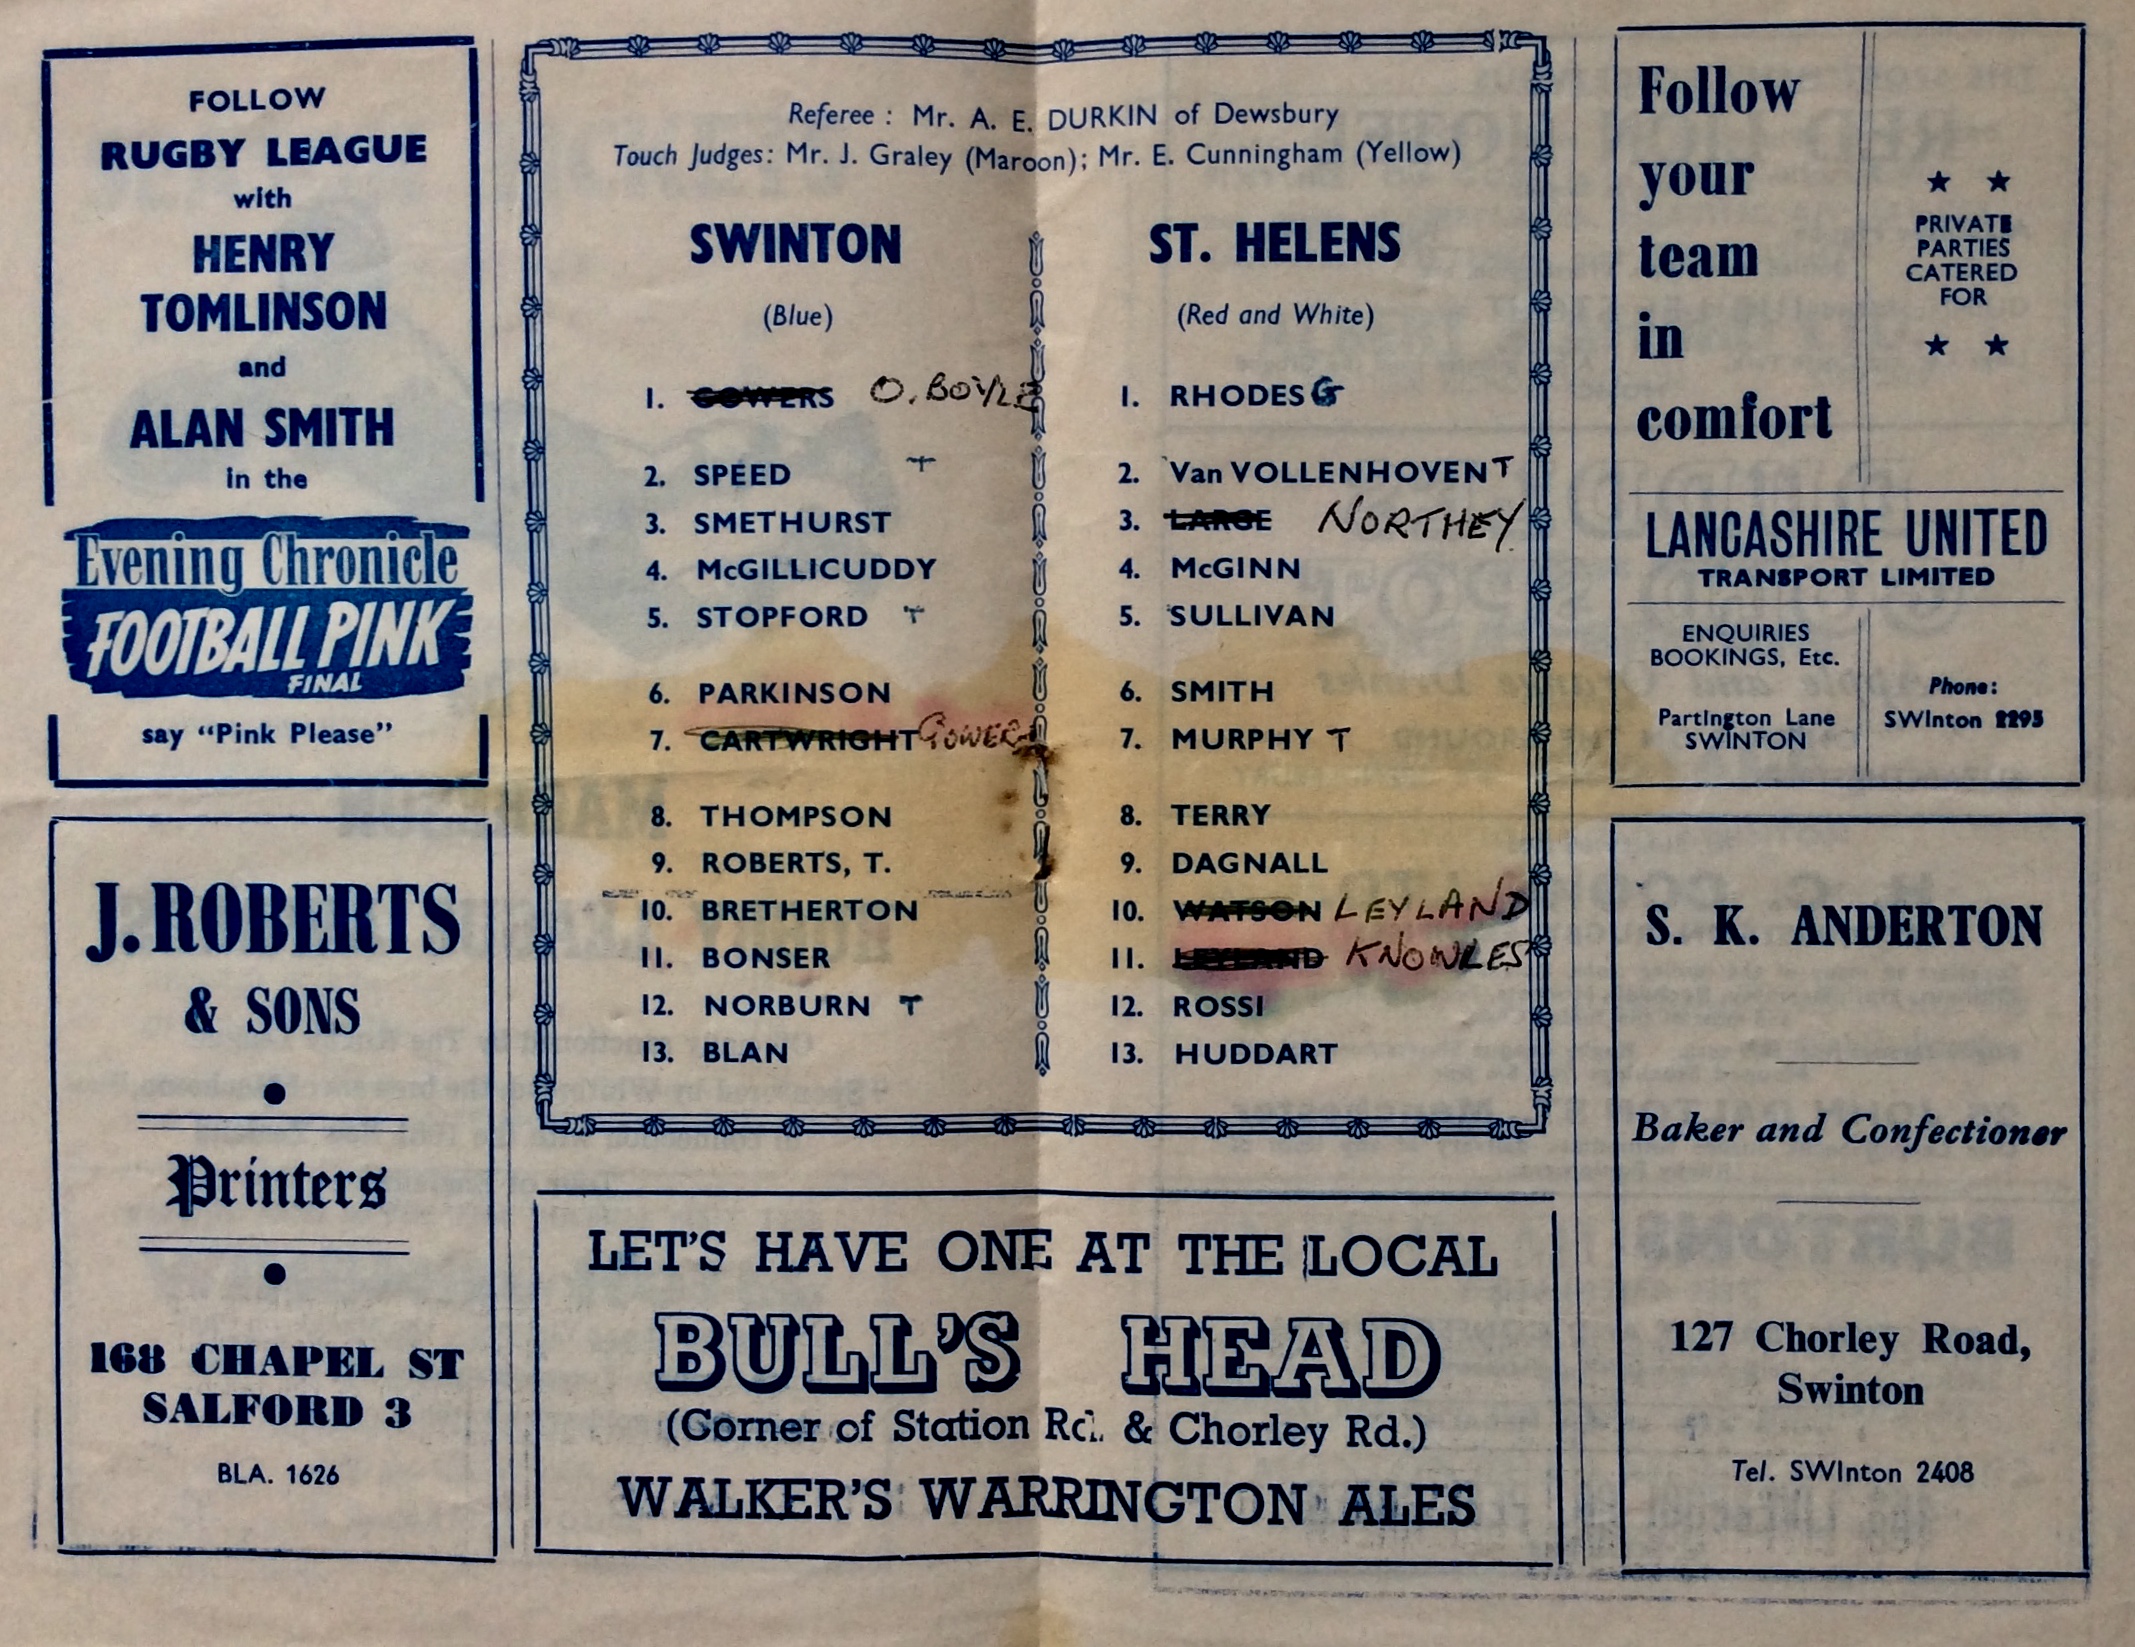 FOLLOW
RUGBY LEAGUE
with
HENRY
TOMLINSON
and
ALAN SMITH
in the
Evening Chronicle
FOOTBALL PINK
FINAL
say "Pink Please"
J. ROBERTS
& SONS
Printers
168 CHAPEL ST
SALFORD 3
BLA. 1626
Referee : Mr. A. E. DURKIN of Dewsbury
Touch Judges: Mr. J. Graley (Maroon); Mr. E. Cunningham (Yellow)
SWINTON
(Blue)
1. GOWERS O. BOYLE
2. SPEED T
3. SMETHURST
4. McGILLICUDDY
5. STOPFORD T
6. PARKINSON
7. CARTWRIGHT GOWERS
8. THOMPSON
9. ROBERTS, T.
10. BRETHERTON
11. BONSER
12. NORBURN T
13. BLAN
ST. HELENS
(Red and White)
1. RHODES G
2. Van VOLLENHOVEN T
3. LARGE NORTHEY
4. McGINN
5. SULLIVAN
6. SMITH
7. MURPHY T
8. TERRY
9. DAGNALL
10. WATSON LEYLAND
11. LEYLAND KNOWLES
12. ROSSI
13. HUDDART
LET'S HAVE ONE AT THE LOCAL
BULL'S HEAD
(Corner of Station Rd. & Chorley Rd.)
WALKER'S WARRINGTON ALES
Follow
your
team
in
comfort
★ ★
PRIVATE
PARTIES
CATERED
FOR
★ ★
LANCASHIRE UNITED
TRANSPORT LIMITED
ENQUIRIES
BOOKINGS, Etc.
Partington Lane
SWINTON
Phone:
SWInton 2295
S. K. ANDERTON
Baker and Confectioner
127 Chorley Road,
Swinton
Tel. SWInton 2408